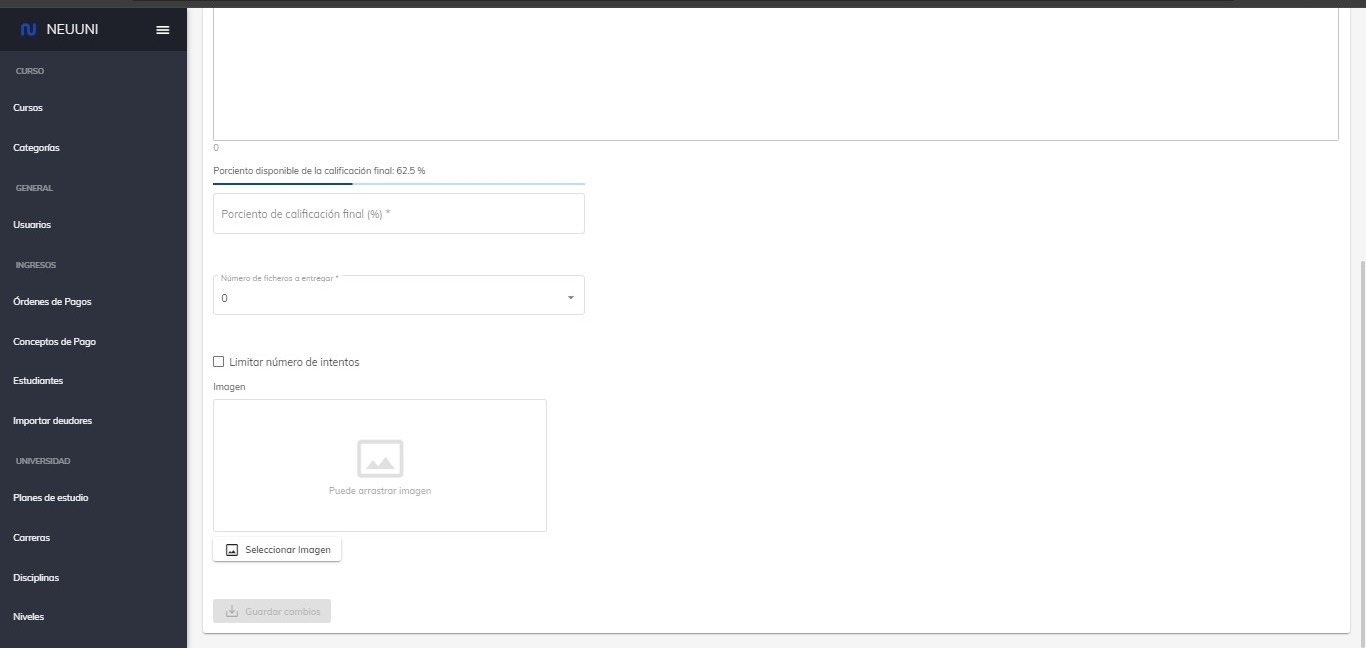 NEUUNI
CURSO
Cursos
Categorías
GENERAL
Usuarios
INGRESOS
Órdenes de Pagos
Conceptos de Pago
Estudiantes
Importar deudores
UNIVERSIDAD
Planes de estudio
Carreras
Disciplinas
Niveles
0
Porciento disponible de la calificación final: 62.5 %
Porciento de calificación final (%) *
Número de ficheros a entregar *
0
Limitar número de intentos
Imagen
Puede arrastrar imagen
Seleccionar Imagen
Guardar cambios